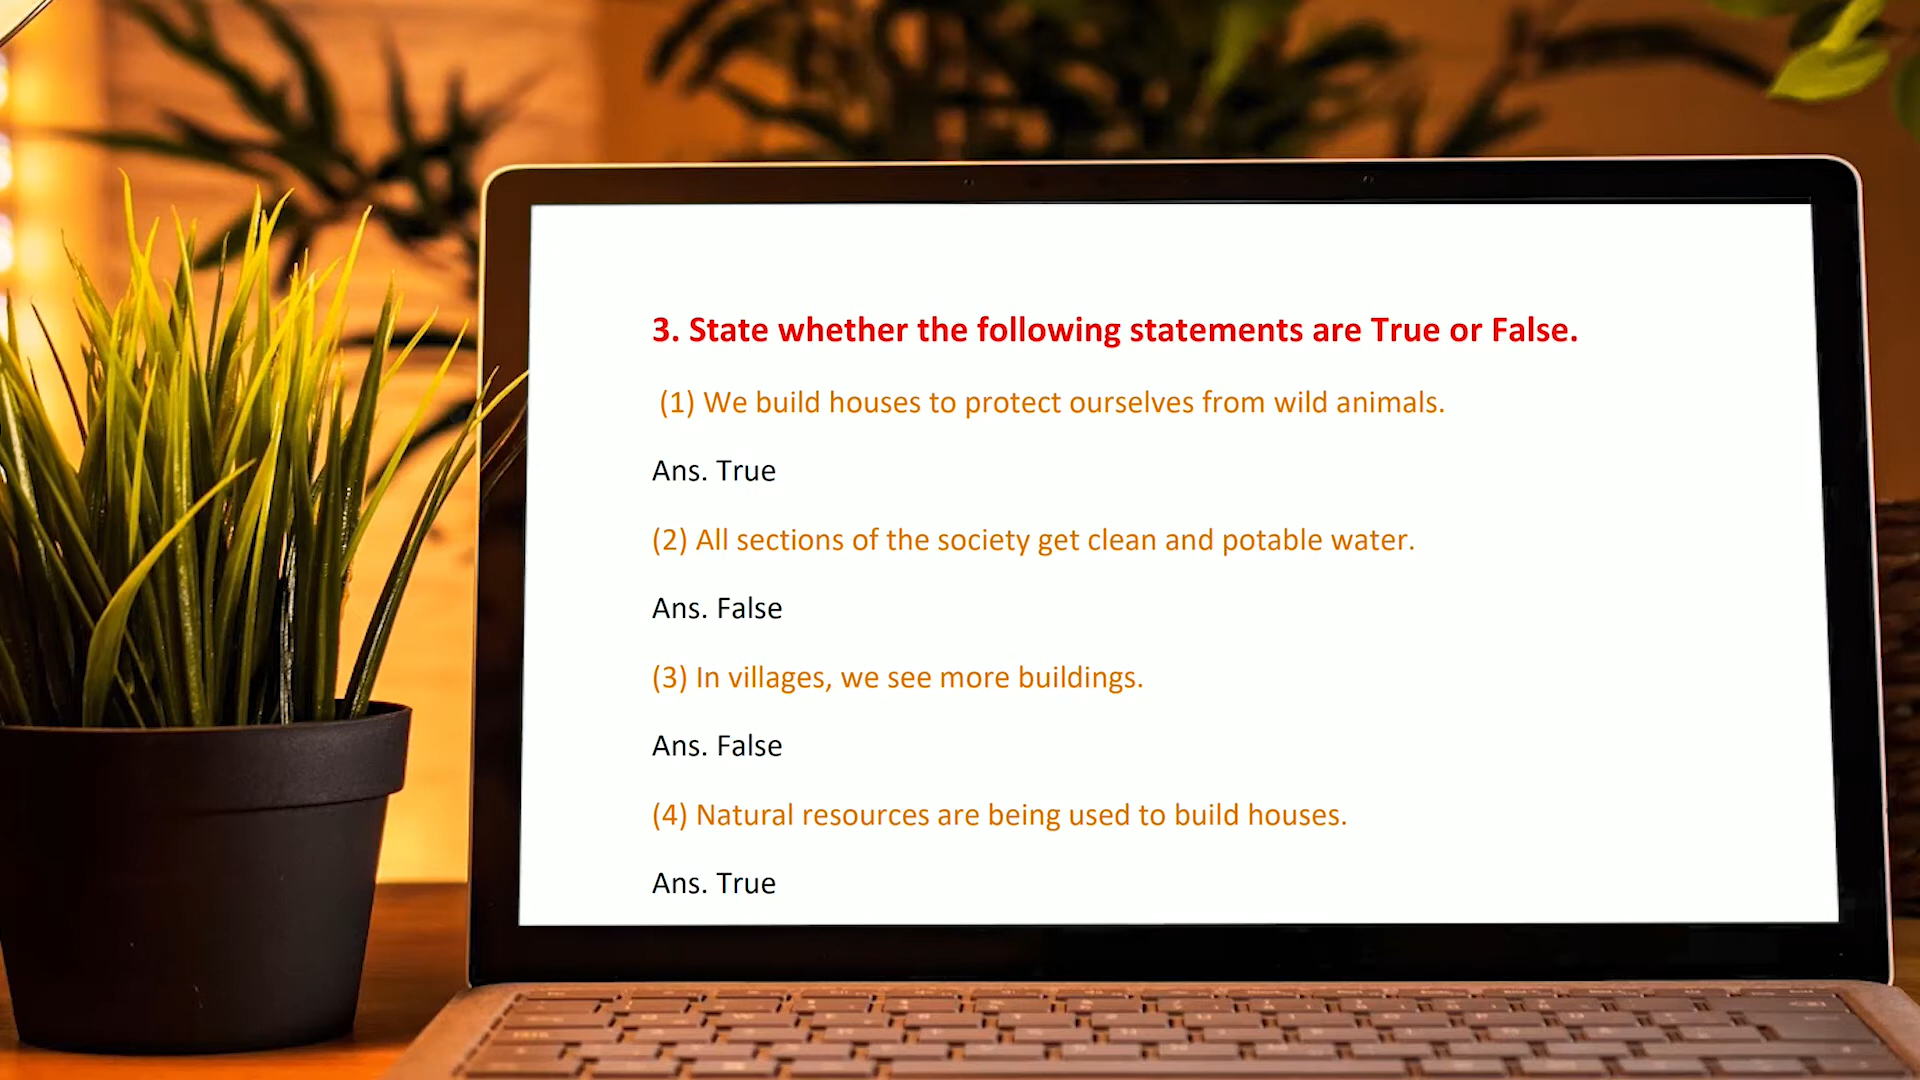 3. State whether the following statements are True or False.
(1) We build houses to protect ourselves from wild animals.
Ans. True
(2) All sections of the society get clean and potable water.
Ans. False
(3) In villages, we see more buildings.
Ans. False
(4) Natural resources are being used to build houses.
Ans. True